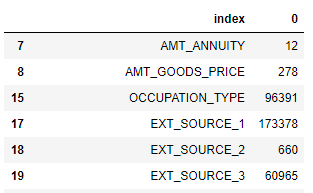 index 0
7 AMT_ANNUITY 12
8 AMT_GOODS_PRICE 278
15 OCCUPATION_TYPE 96391
17 EXT_SOURCE_1 173378
18 EXT_SOURCE_2 660
19 EXT_SOURCE_3 60965